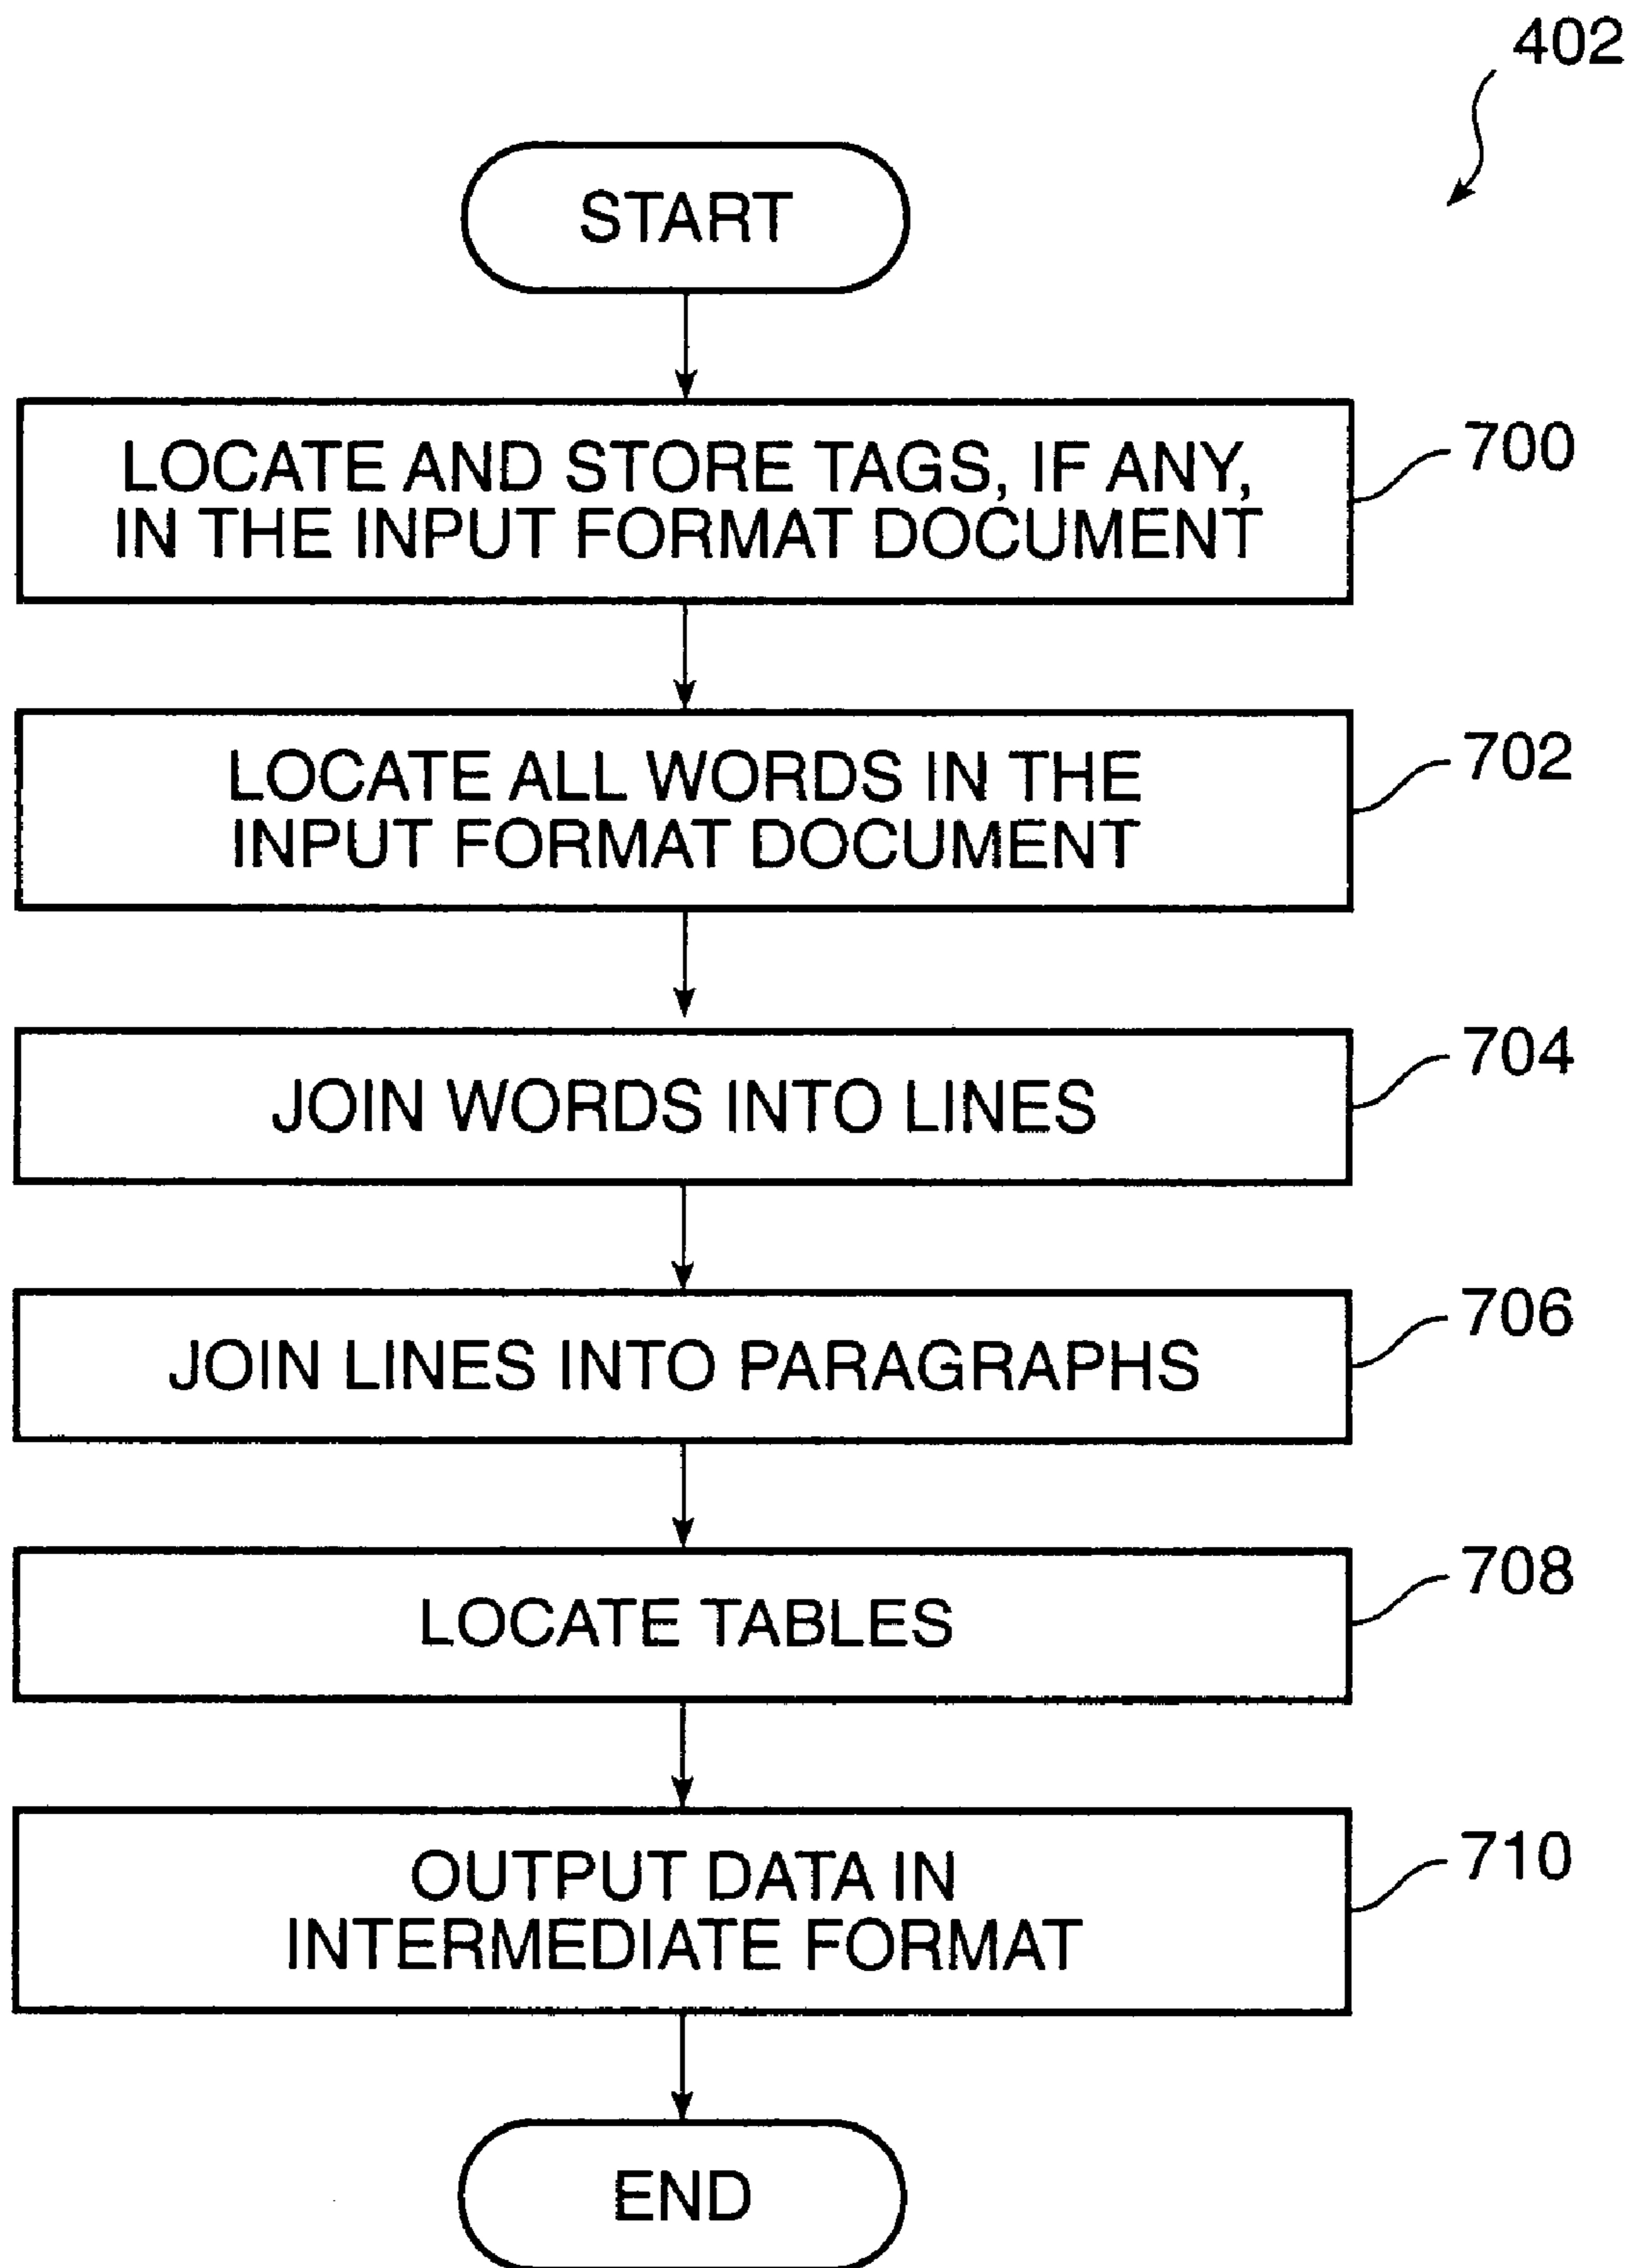 402
START
LOCATE AND STORE TAGS, IF ANY,
IN THE INPUT FORMAT DOCUMENT
700
LOCATE ALL WORDS IN THE
INPUT FORMAT DOCUMENT
702
JOIN WORDS INTO LINES
704
JOIN LINES INTO PARAGRAPHS
706
LOCATE TABLES
708
OUTPUT DATA IN
INTERMEDIATE FORMAT
710
END